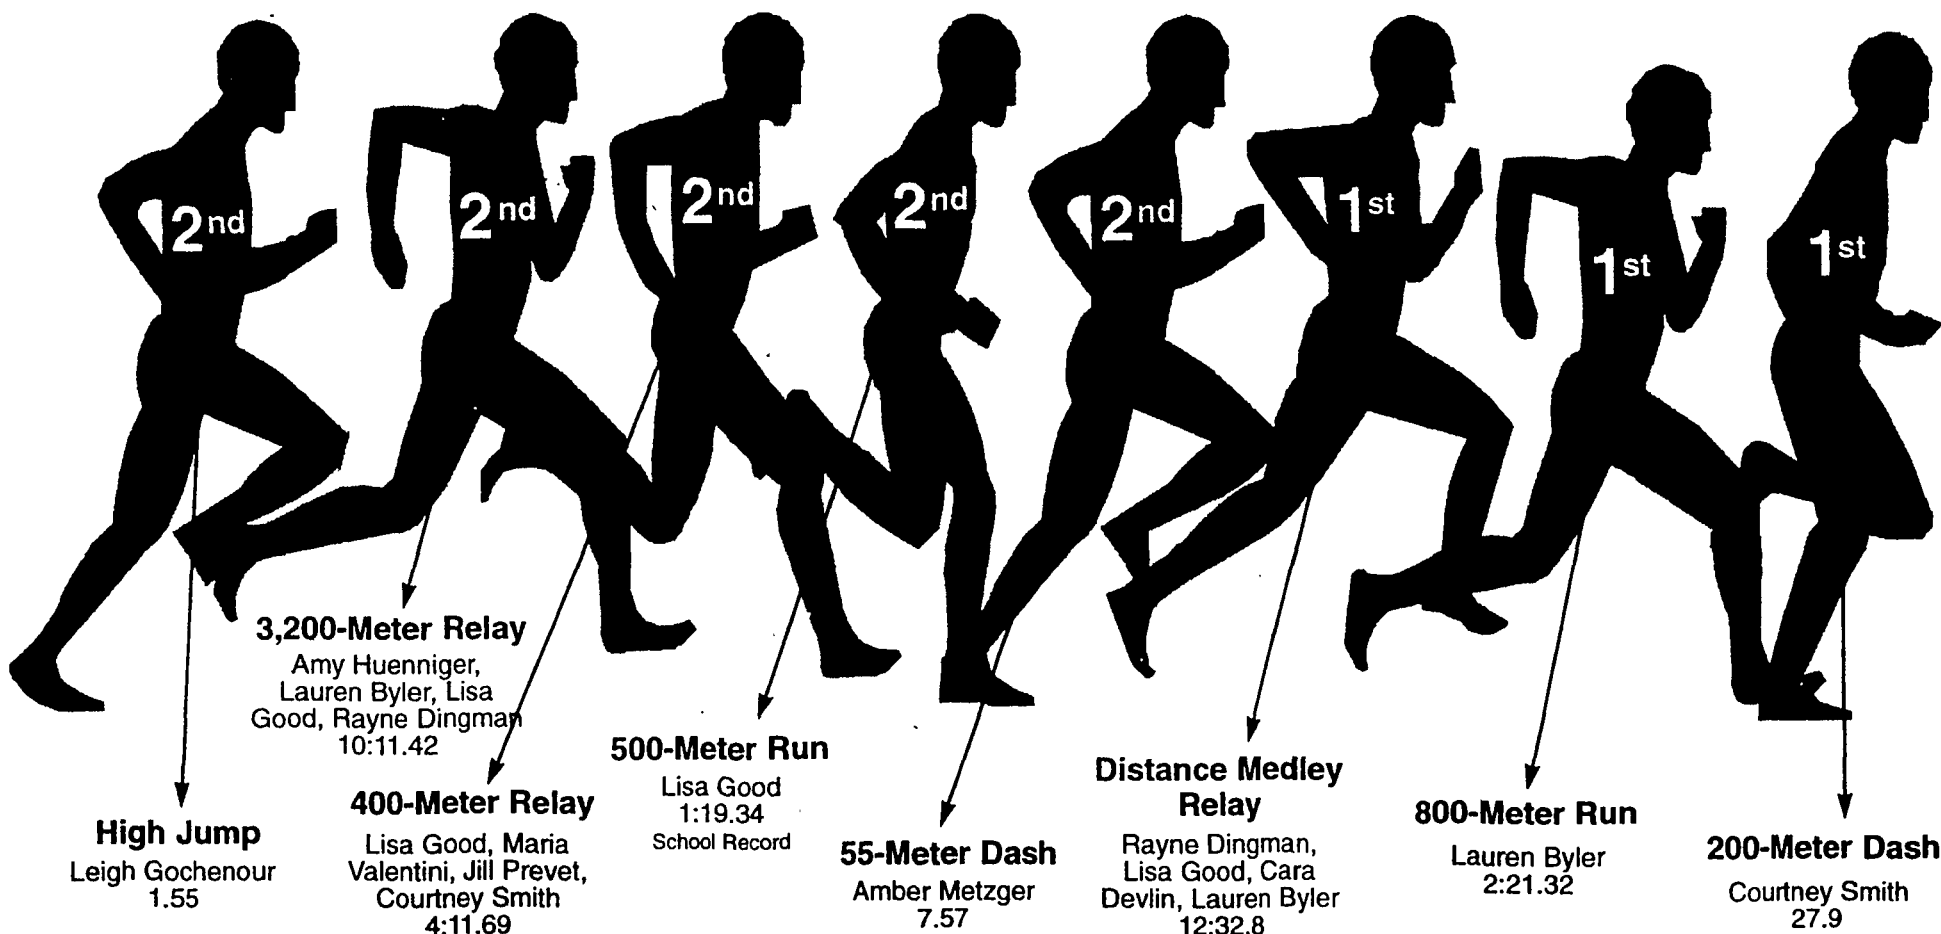 2nd
2nd
2nd
2nd
2nd
1st
1st
1st
High Jump
Leigh Gochenour
1.55
3,200-Meter Relay
Amy Huenniger,
Lauren Byler, Lisa
Good, Rayne Dingman
10:11.42
400-Meter Relay
Lisa Good, Maria
Valentini, Jill Prevet,
Courtney Smith
4:11.69
500-Meter Run
Lisa Good
1:19.34
School Record
55-Meter Dash
Amber Metzger
7.57
Distance Medley
Relay
Rayne Dingman,
Lisa Good, Cara
Devlin, Lauren Byler
12:32.8
800-Meter Run
Lauren Byler
2:21.32
200-Meter Dash
Courtney Smith
27.9